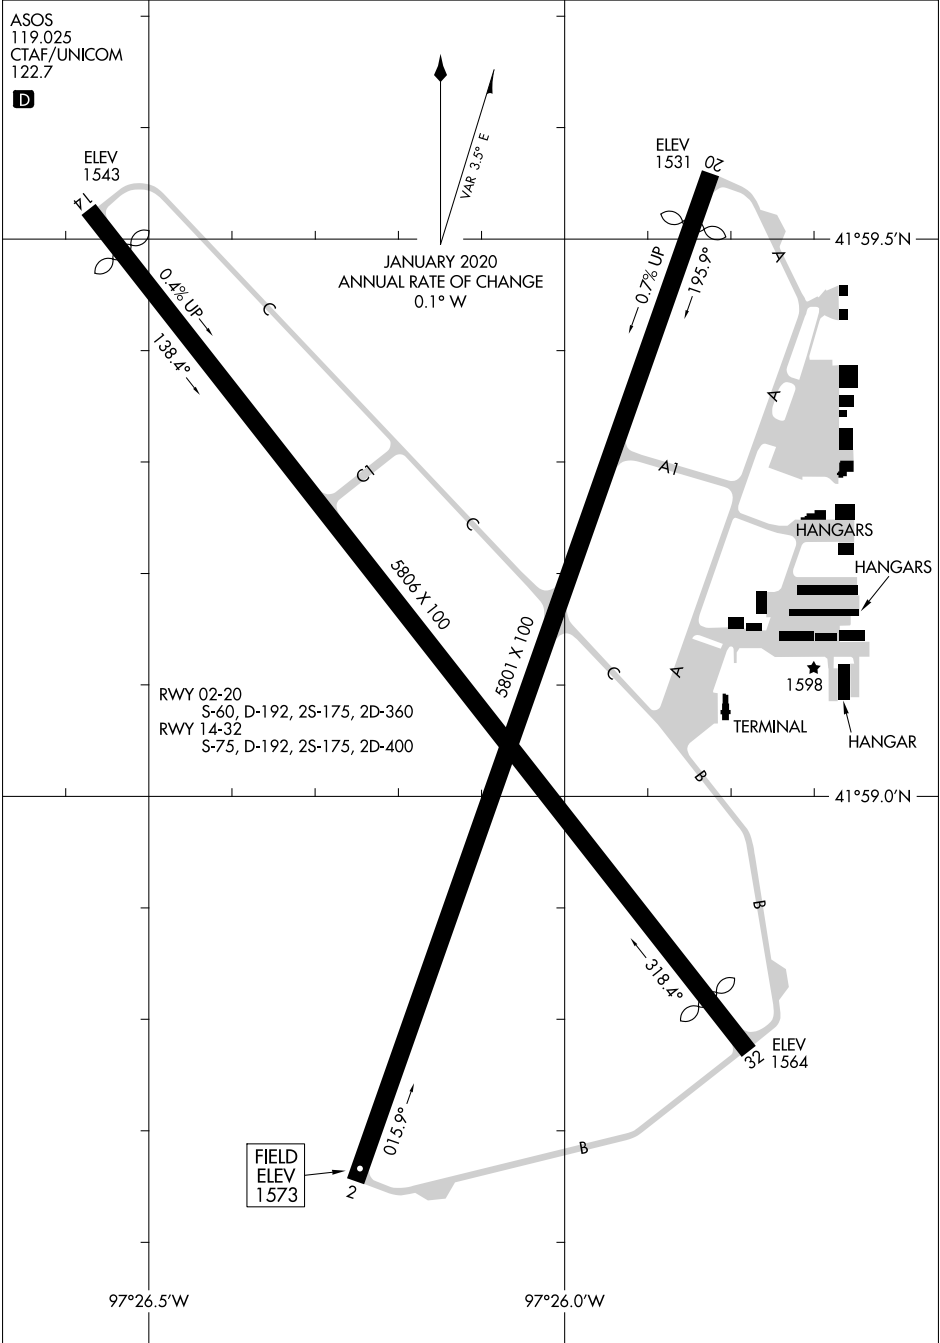 ASOS
119.025
CTAF/UNICOM
122.7
D
ELEV
1543
14
ELEV
1531
20
VAR 3.5° E
JANUARY 2020
ANNUAL RATE OF CHANGE
0.1° W
41°59.5'N
A
0.4% UP
138.4°
C
0.7% UP
195.9°
A
C1
A1
C
HANGARS
HANGARS
5806 X 100
5801 X 100
C
A
1598
RWY 02-20
S-60, D-192, 2S-175, 2D-360
RWY 14-32
S-75, D-192, 2S-175, 2D-400
TERMINAL
HANGAR
B
41°59.0'N
B
318.4°
32
ELEV
1564
015.9°
B
FIELD
ELEV
1573
2
97°26.5'W
97°26.0'W